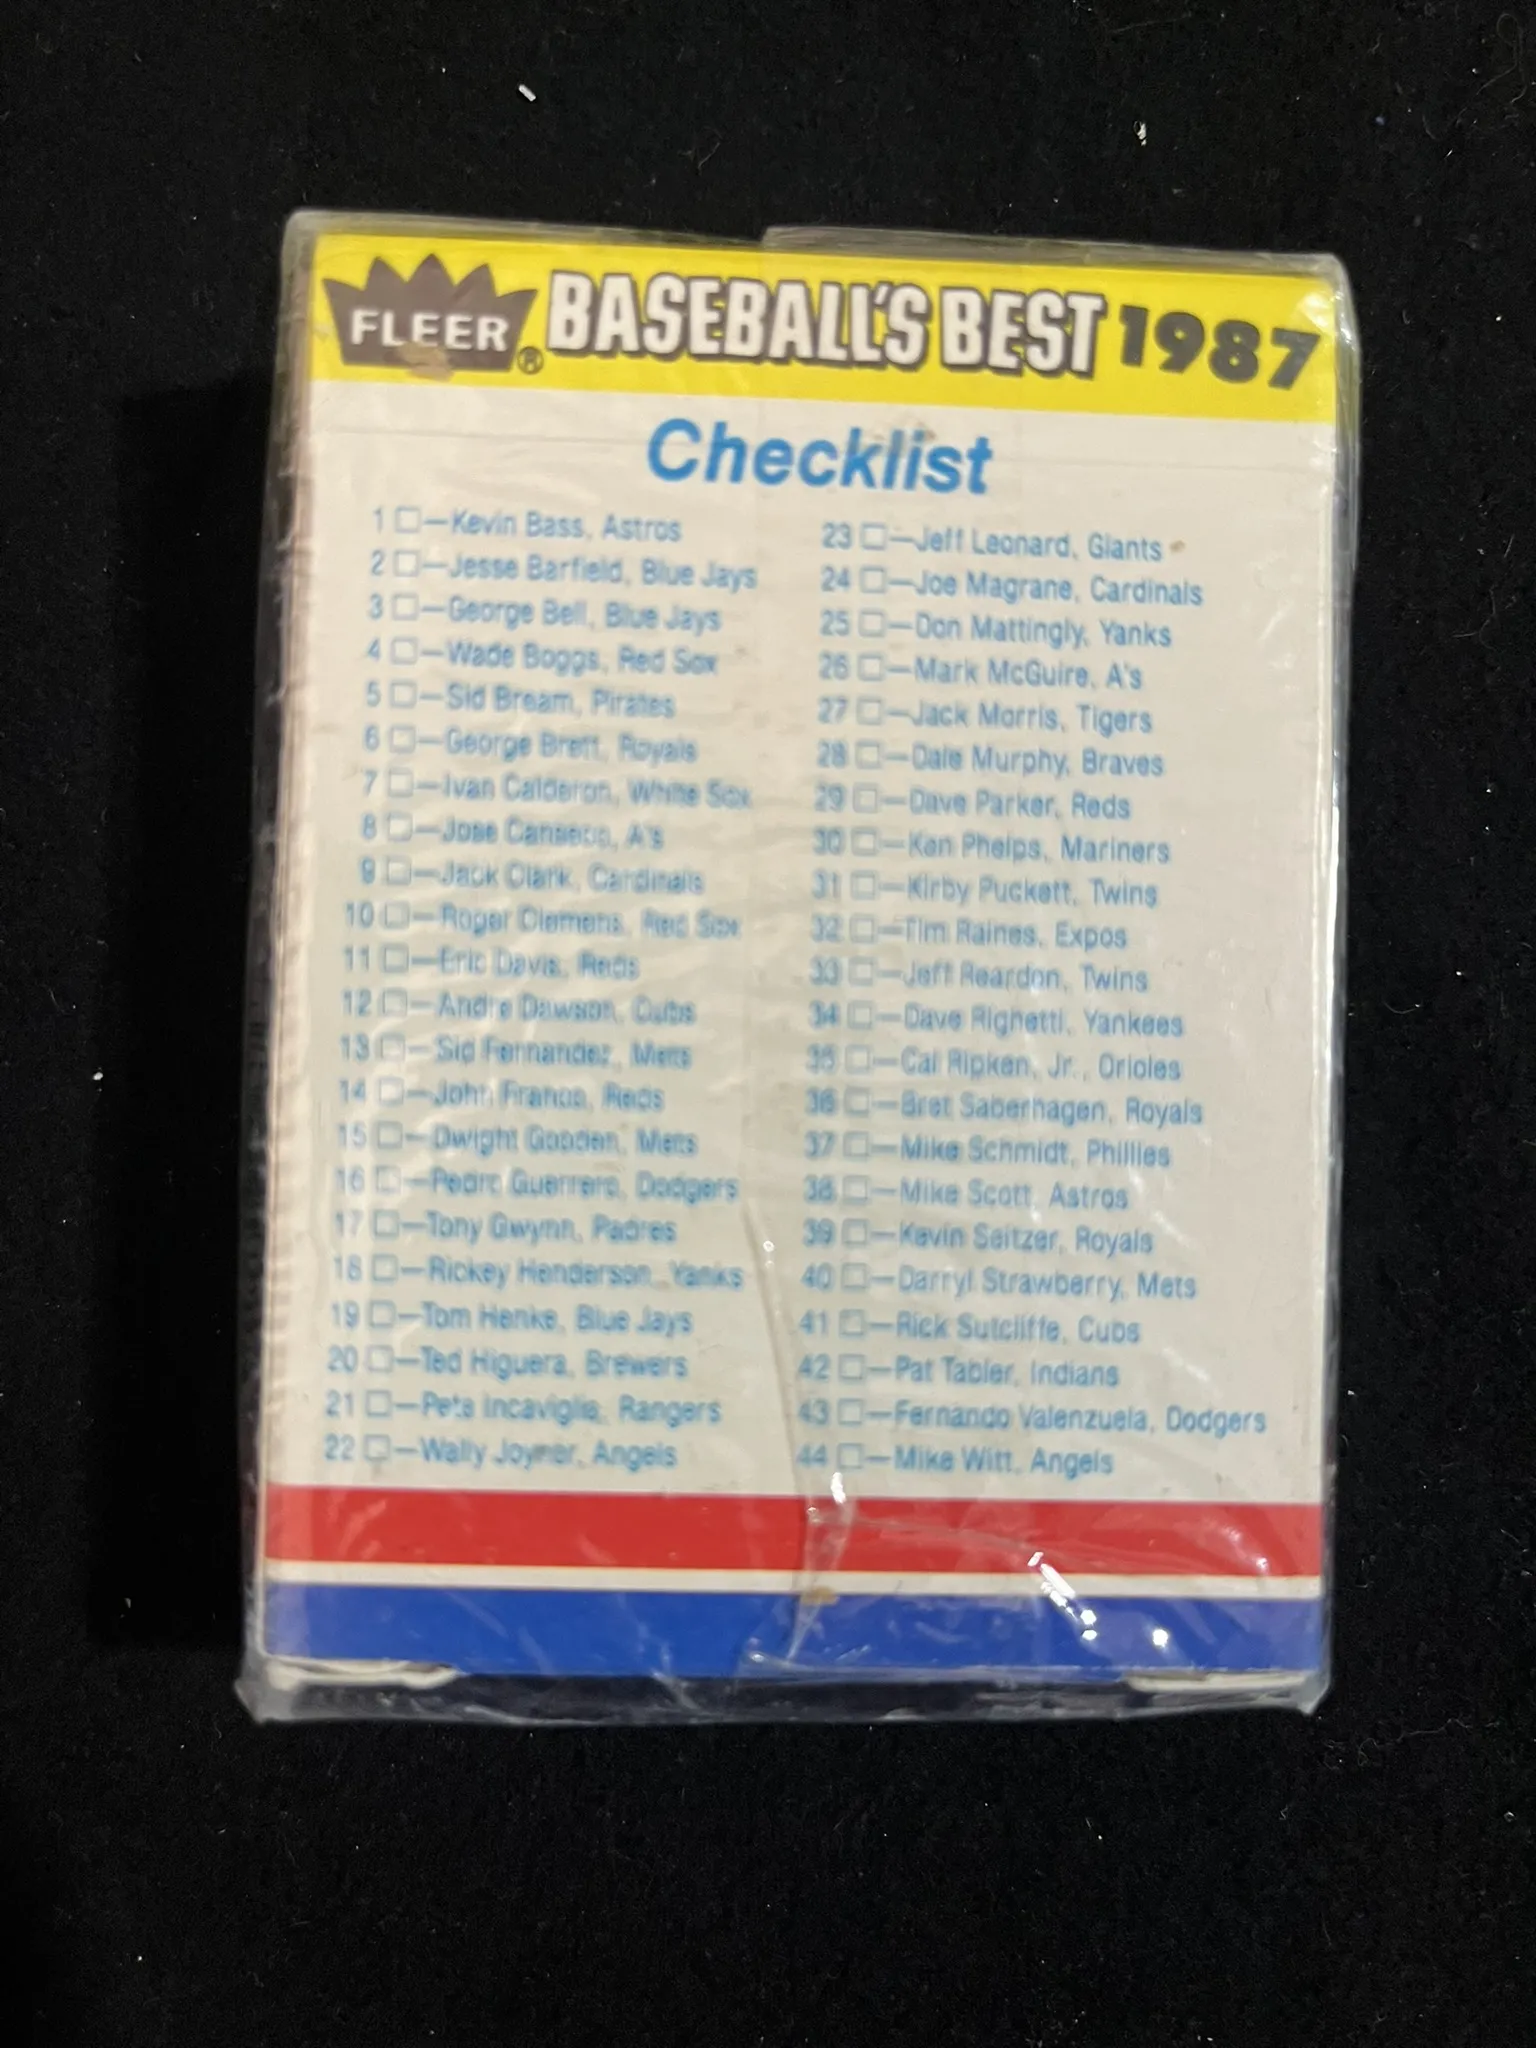 FLEER® BASEBALL'S BEST 1987
Checklist
1 □—Kevin Bass, Astros
2 □—Jesse Barfield, Blue Jays
3 □—George Bell, Blue Jays
4 □—Wade Boggs, Red Sox
5 □—Sid Bream, Pirates
6 □—George Brett, Royals
7 □—Ivan Calderon, White Sox
8 □—Jose Canseco, A's
9 □—Jack Clark, Cardinals
10 □—Roger Clemens, Red Sox
11 □—Eric Davis, Reds
12 □—Andre Dawson, Cubs
13 □—Sid Fernandez, Mets
14 □—John Franco, Reds
15 □—Dwight Gooden, Mets
16 □—Pedro Guerrero, Dodgers
17 □—Tony Gwynn, Padres
18 □—Rickey Henderson, Yanks
19 □—Tom Henke, Blue Jays
20 □—Ted Higuera, Brewers
21 □—Pete Incaviglia, Rangers
22 □—Wally Joyner, Angels
23 □—Jeff Leonard, Giants
24 □—Joe Magrane, Cardinals
25 □—Don Mattingly, Yanks
26 □—Mark McGuire, A's
27 □—Jack Morris, Tigers
28 □—Dale Murphy, Braves
29 □—Dave Parker, Reds
30 □—Ken Phelps, Mariners
31 □—Kirby Puckett, Twins
32 □—Tim Raines, Expos
33 □—Jeff Reardon, Twins
34 □—Dave Righetti, Yankees
35 □—Cal Ripken, Jr., Orioles
36 □—Bret Saberhagen, Royals
37 □—Mike Schmidt, Phillies
38 □—Mike Scott, Astros
39 □—Kevin Seitzer, Royals
40 □—Darryl Strawberry, Mets
41 □—Rick Sutcliffe, Cubs
42 □—Pat Tabler, Indians
43 □—Fernando Valenzuela, Dodgers
44 □—Mike Witt, Angels